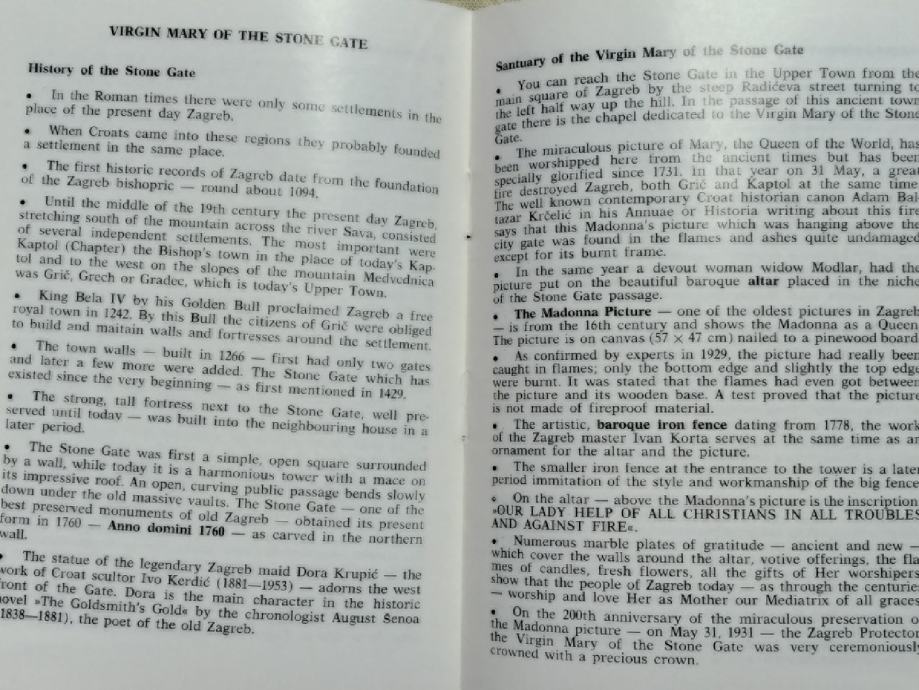 VIRGIN MARY OF THE STONE GATE
History of the Stone Gate
• In the Roman times there were only some settlements in the
place of the present day Zagreb.
• When Croats came into these regions they probably founded
a settlement in the same place.
• The first historic records of Zagreb date from the foundation
of the Zagreb bishopric — round about 1094.
• Until the middle of the 19th century the present day Zagreb,
stretching south of the mountain across the river Sava, consisted
of several independent settlements. The most important were
Kaptol (Chapter) the Bishop's town in the place of today's Kap-
tol and to the west on the slopes of the mountain Medvednica
was Grič, Grech or Gradec, which is today's Upper Town.
• King Bela IV by his Golden Bull proclaimed Zagreb a free
royal town in 1242. By this Bull the citizens of Grič were obliged
to build and maitain walls and fortresses around the settlement.
• The town walls — built in 1266 — first had only two gates
and later a few more were added. The Stone Gate which has
existed since the very beginning — as first mentioned in 1429.
• The strong, tall fortress next to the Stone Gate, well pre-
served until today — was built into the neighbouring house in a
later period.
• The Stone Gate was first a simple, open square surrounded
by a wall, while today it is a harmonious tower with a mace on
its impressive roof. An open, curving public passage bends slowly
down under the old massive vaults. The Stone Gate — one of the
best preserved monuments of old Zagreb — obtained its present
form in 1760 — Anno domini 1760 — as carved in the northern
wall.
• The statue of the legendary Zagreb maid Dora Krupić — the
work of Croat scultor Ivo Kerdić (1881—1953) — adorns the west
front of the Gate. Dora is the main character in the historic
novel »The Goldsmith's Gold« by the chronologist August Šenoa
1838—1881), the poet of the old Zagreb.
Santuary of the Virgin Mary of the Stone Gate
• You can reach the Stone Gate in the Upper Town from the
main square of Zagreb by the steep Radićeva street turning to
the left half way up the hill. In the passage of this ancient town
gate there is the chapel dedicated to the Virgin Mary of the Stone
Gate.
• The miraculous picture of Mary, the Queen of the World, has
been worshipped here from the ancient times but has been
specially glorified since 1731. In that year on 31 May, a great
fire destroyed Zagreb, both Grič and Kaptol at the same time.
The well known contemporary Croat historian canon Adam Bal-
tazar Krčelić in his Annuae or Historia writing about this fire
says that this Madonna's picture which was hanging above the
city gate was found in the flames and ashes quite undamaged
except for its burnt frame.
• In the same year a devout woman widow Modlar, had the
picture put on the beautiful baroque altar placed in the niche
of the Stone Gate passage.
• The Madonna Picture — one of the oldest pictures in Zagreb
— is from the 16th century and shows the Madonna as a Queen
The picture is on canvas (57 × 47 cm) nailed to a pinewood board
• As confirmed by experts in 1929, the picture had really been
caught in flames; only the bottom edge and slightly the top edge
were burnt. It was stated that the flames had even got between
the picture and its wooden base. A test proved that the picture
is not made of fireproof material.
• The artistic, baroque iron fence dating from 1778, the work
of the Zagreb master Ivan Korta serves at the same time as an
ornament for the altar and the picture.
• The smaller iron fence at the entrance to the tower is a later
period immitation of the style and workmanship of the big fence
• On the altar — above the Madonna's picture is the inscription
»OUR LADY HELP OF ALL CHRISTIANS IN ALL TROUBLES
AND AGAINST FIRE«.
• Numerous marble plates of gratitude — ancient and new —
which cover the walls around the altar, votive offerings, the fla
mes of candles, fresh flowers, all the gifts of Her worshipers
show that the people of Zagreb today — as through the centuries
— worship and love Her as Mother our Mediatrix of all graces
• On the 200th anniversary of the miraculous preservation o
the Madonna picture — on May 31, 1931 — the Zagreb Protector
the Virgin Mary of the Stone Gate was very ceremoniously
crowned with a precious crown.